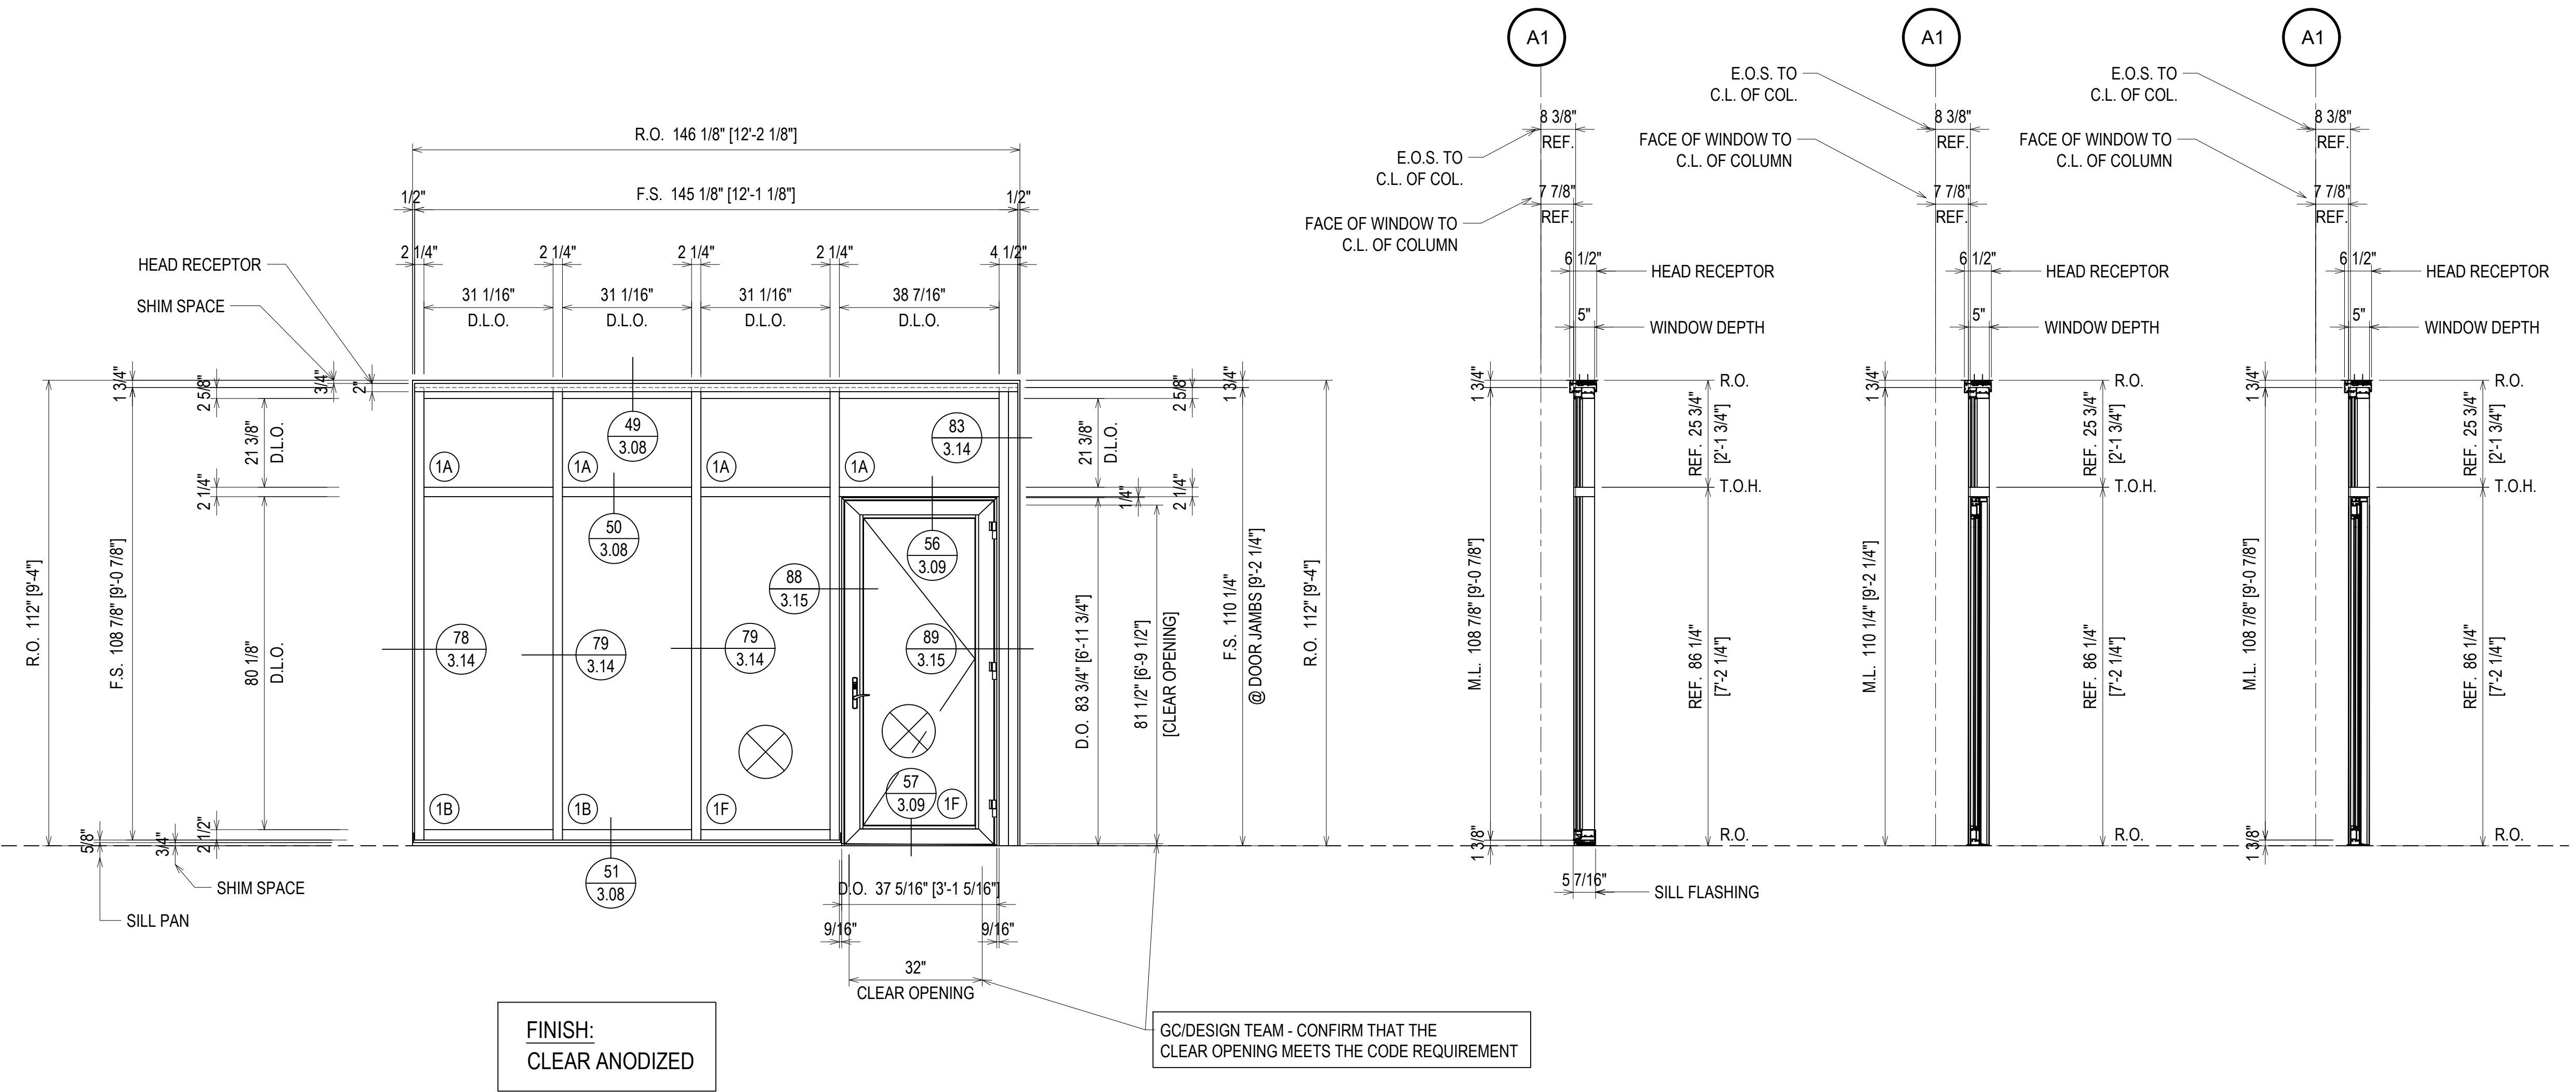 A1
A1
A1
R.O. 146 1/8" [12'-2 1/8"]
1/2"
F.S. 145 1/8" [12'-1 1/8"]
1/2"
2 1/4"
2 1/4"
2 1/4"
2 1/4"
4 1/2"
31 1/16"
D.L.O.
31 1/16"
D.L.O.
31 1/16"
D.L.O.
38 7/16"
D.L.O.
HEAD RECEPTOR
SHIM SPACE
1 3/4"
2 5/8"
3/4"
2"
21 3/8"
D.L.O.
2 1/4"
R.O. 112" [9'-4"]
F.S. 108 7/8" [9'-0 7/8"]
80 1/8"
D.L.O.
2 1/2"
5/8"
3/4"
SHIM SPACE
SILL PAN
49
3.08
83
3.14
1A
1A
1A
1A
50
3.08
56
3.09
88
3.15
78
3.14
79
3.14
79
3.14
89
3.15
57
3.09
1B
1B
1F
1F
51
3.08
2 5/8"
1 3/4"
21 3/8"
D.L.O.
1/4"
2 1/4"
D.O. 83 3/4" [6'-11 3/4"]
81 1/2" [6'-9 1/2"]
[CLEAR OPENING]
F.S. 110 1/4"
@ DOOR JAMBS [9'-2 1/4"]
R.O. 112" [9'-4"]
D.O. 37 5/16" [3'-1 5/16"]
9/16"
9/16"
32"
CLEAR OPENING
FINISH:
CLEAR ANODIZED
GC/DESIGN TEAM - CONFIRM THAT THE
CLEAR OPENING MEETS THE CODE REQUIREMENT
E.O.S. TO
C.L. OF COL.
8 3/8"
REF.
FACE OF WINDOW TO
C.L. OF COLUMN
7 7/8"
REF.
6 1/2"
HEAD RECEPTOR
5"
WINDOW DEPTH
1 3/4"
R.O.
REF. 25 3/4"
[2'-1 3/4"]
T.O.H.
M.L. 108 7/8" [9'-0 7/8"]
REF. 86 1/4"
[7'-2 1/4"]
R.O.
1 3/8"
5 7/16"
SILL FLASHING
E.O.S. TO
C.L. OF COL.
8 3/8"
REF.
FACE OF WINDOW TO
C.L. OF COLUMN
7 7/8"
REF.
6 1/2"
HEAD RECEPTOR
5"
WINDOW DEPTH
1 3/4"
R.O.
REF. 25 3/4"
[2'-1 3/4"]
T.O.H.
M.L. 110 1/4" [9'-2 1/4"]
REF. 86 1/4"
[7'-2 1/4"]
R.O.
E.O.S. TO
C.L. OF COL.
8 3/8"
REF.
FACE OF WINDOW TO
C.L. OF COLUMN
7 7/8"
REF.
6 1/2"
HEAD RECEPTOR
5"
WINDOW DEPTH
1 3/4"
R.O.
REF. 25 3/4"
[2'-1 3/4"]
T.O.H.
M.L. 108 7/8" [9'-0 7/8"]
REF. 86 1/4"
[7'-2 1/4"]
R.O.
1 3/8"